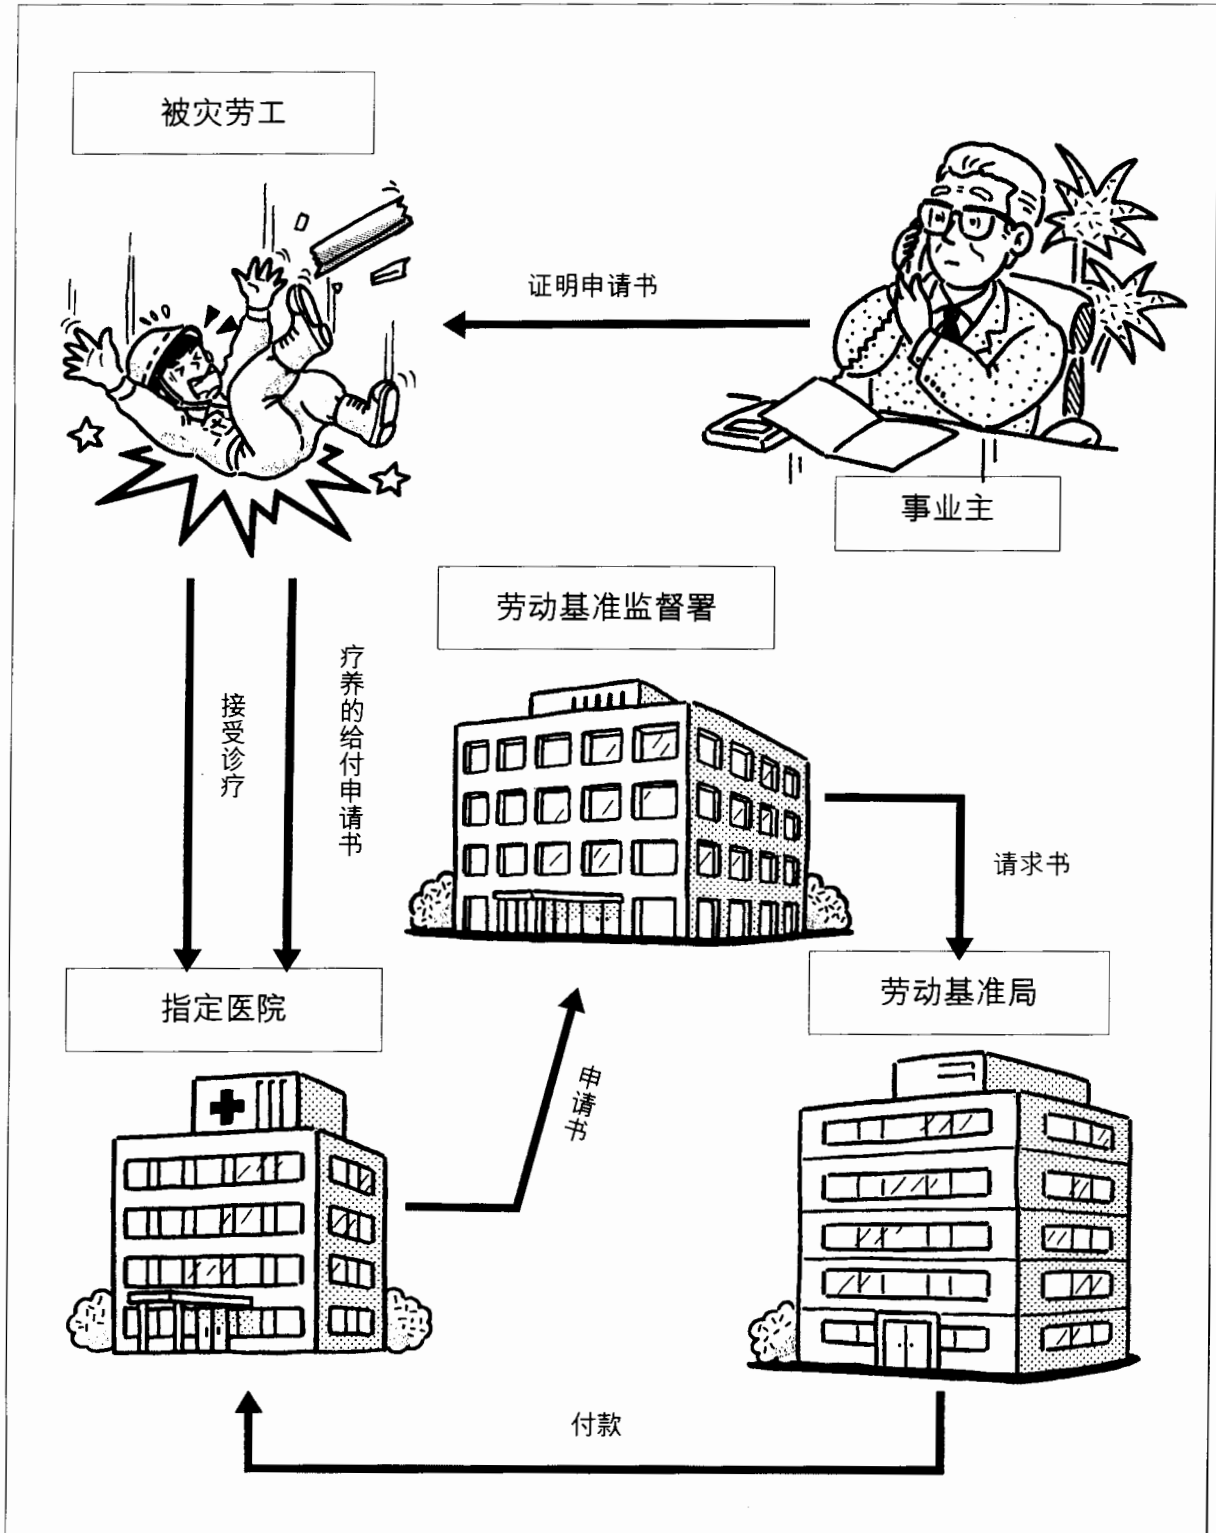 被灾劳工
证明申请书
事业主
劳动基准监督署
接受诊疗
疗养的给付申请书
请求书
指定医院
劳动基准局
申请书
付款